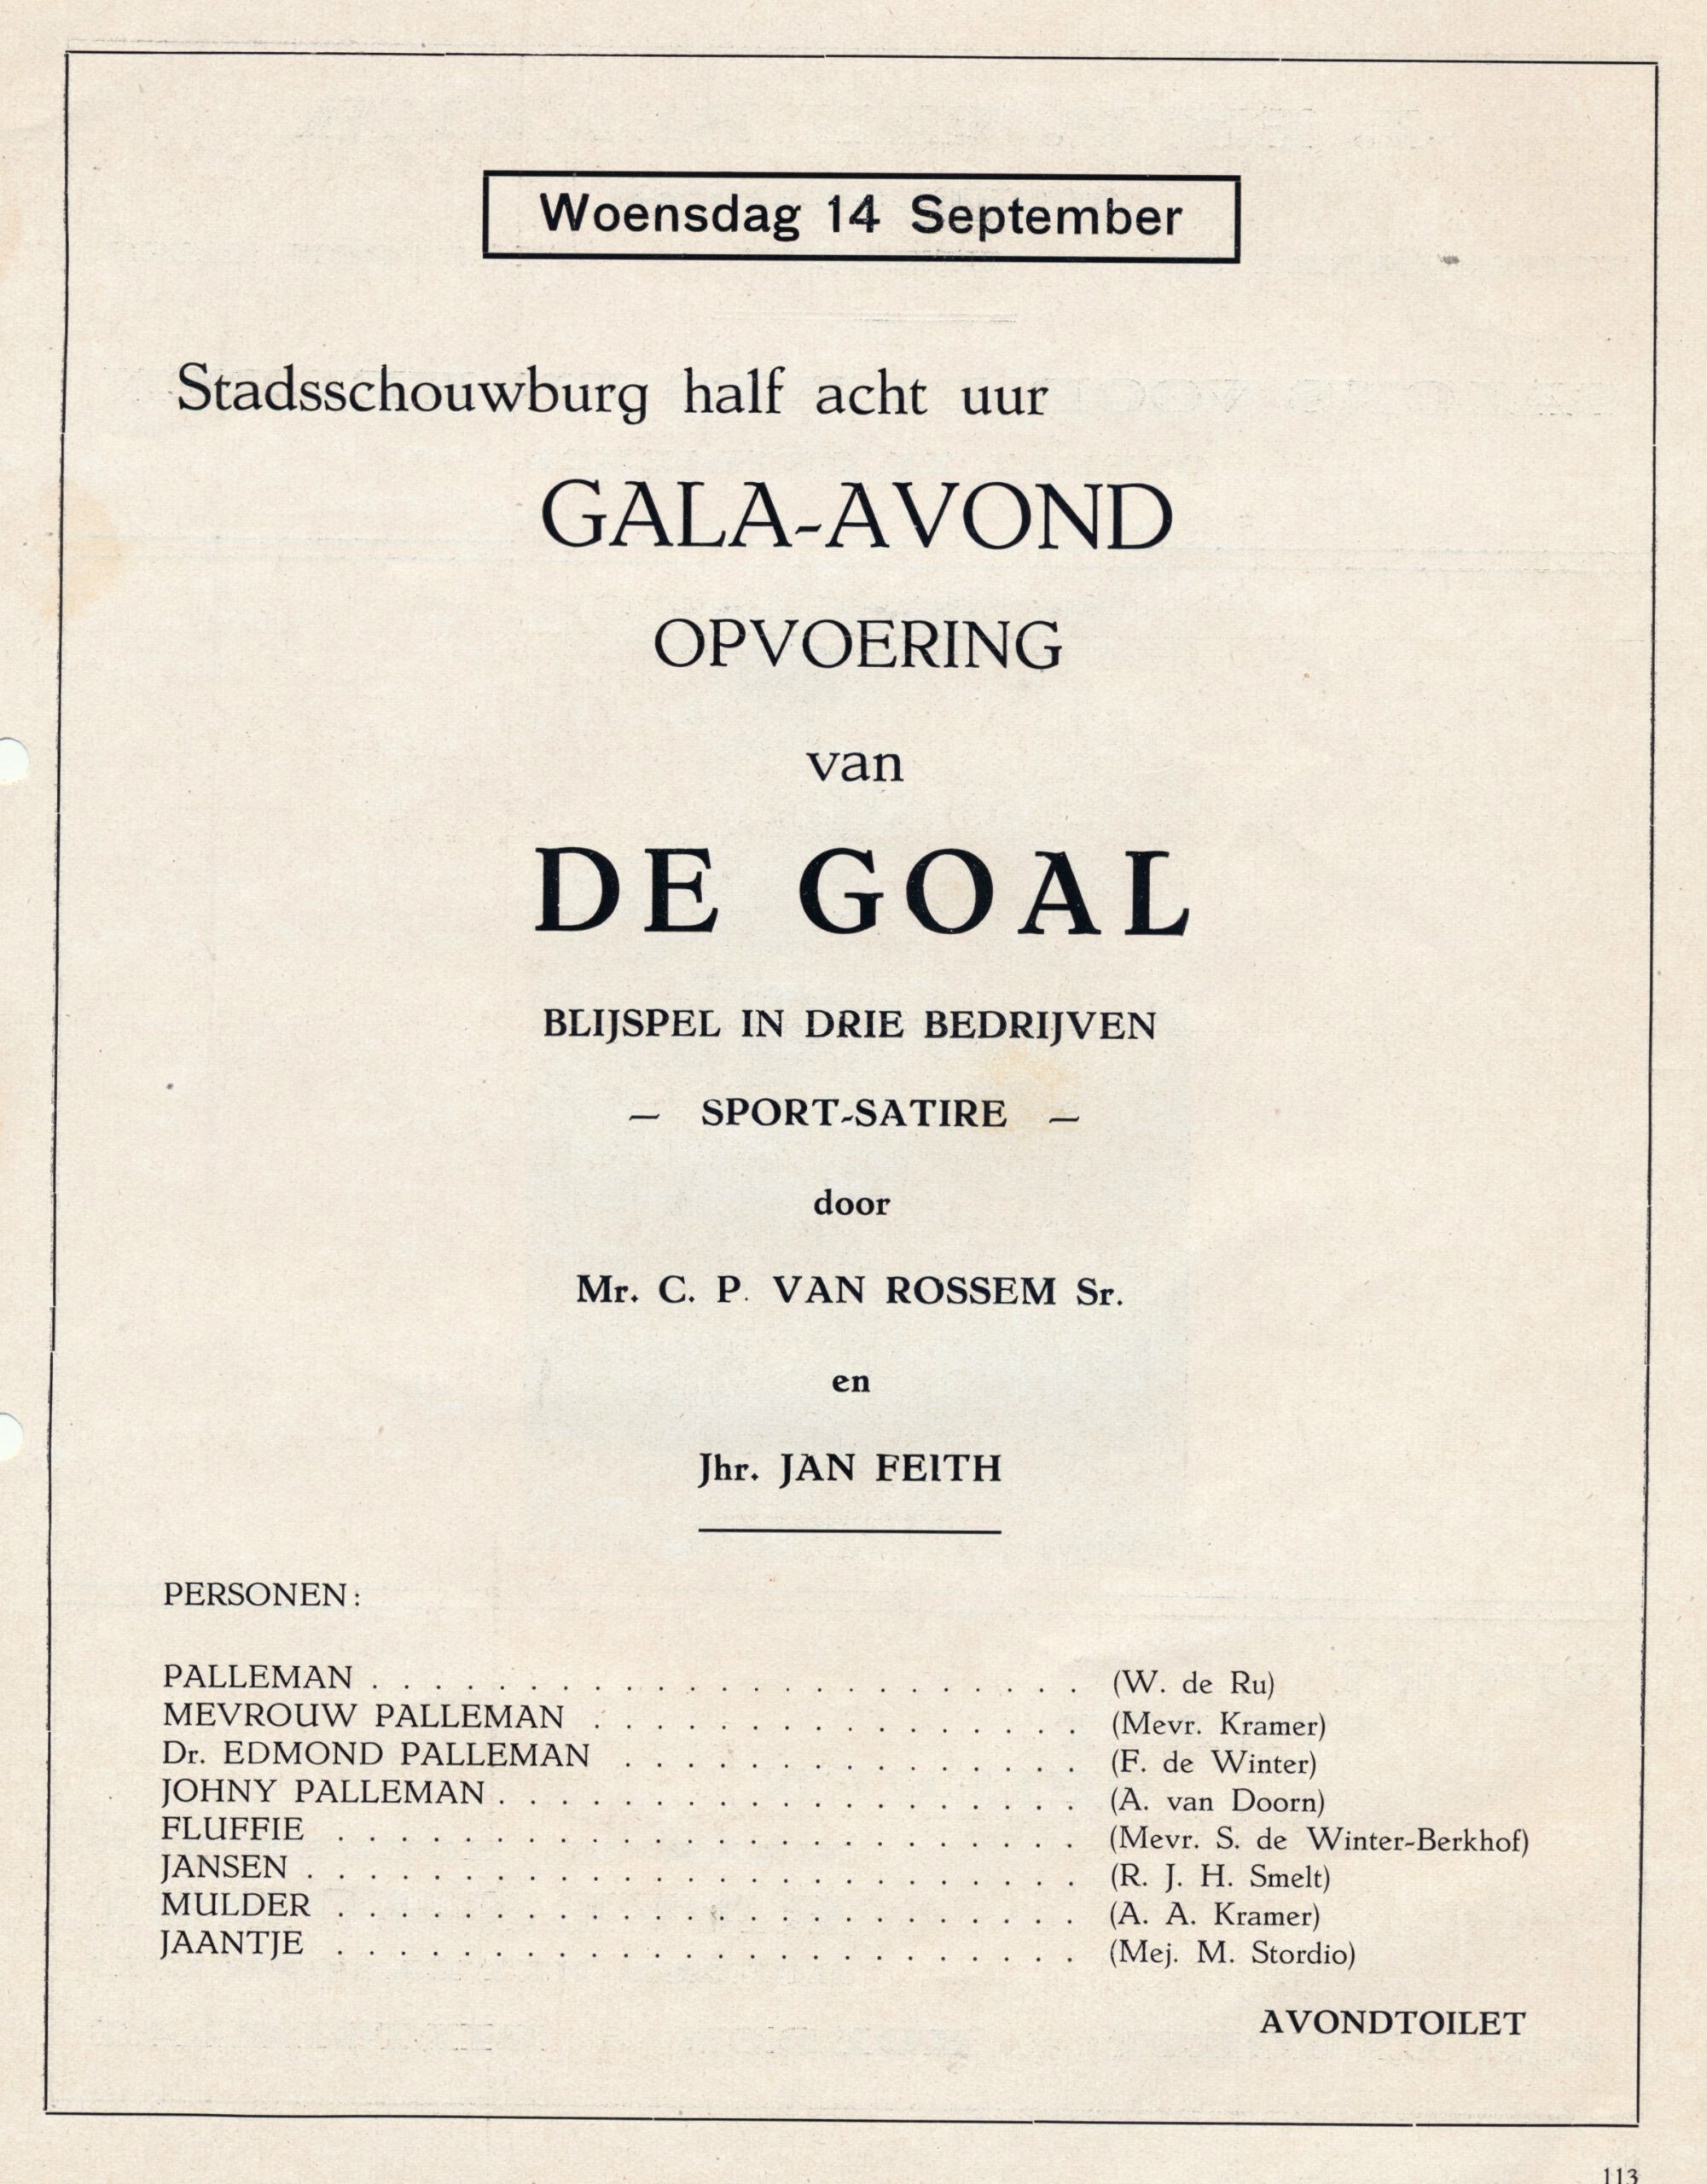 Woensdag 14 September
Stadsschouwburg half acht uur
GALA-AVOND
OPVOERING
van
DE GOAL
BLIJSPEL IN DRIE BEDRIJVEN
— SPORT-SATIRE —
door
Mr. C. P. VAN ROSSEM Sr.
en
Jhr. JAN FEITH
PERSONEN:
PALLEMAN . . . . . . . . . . . . . . . . . . . . . . . (W. de Ru)
MEVROUW PALLEMAN . . . . . . . . . . . . . . . . (Mevr. Kramer)
Dr. EDMOND PALLEMAN . . . . . . . . . . . . . . . (F. de Winter)
JOHNY PALLEMAN . . . . . . . . . . . . . . . . . . . (A. van Doorn)
FLUFFIE . . . . . . . . . . . . . . . . . . . . . . . . (Mevr. S. de Winter-Berkhof)
JANSEN . . . . . . . . . . . . . . . . . . . . . . . . . (R. J. H. Smelt)
MULDER . . . . . . . . . . . . . . . . . . . . . . . . (A. A. Kramer)
JAANTJE . . . . . . . . . . . . . . . . . . . . . . . . (Mej. M. Stordio)
AVONDTOILET
113